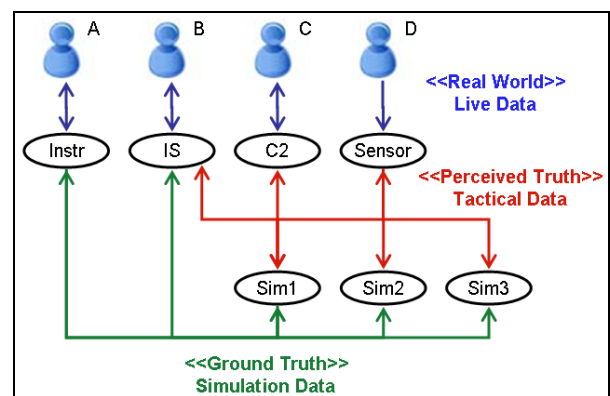 A B C D
<<Real World>>
Live Data
Instr IS C2 Sensor
<<Perceived Truth>>
Tactical Data
Sim1 Sim2 Sim3
<<Ground Truth>>
Simulation Data